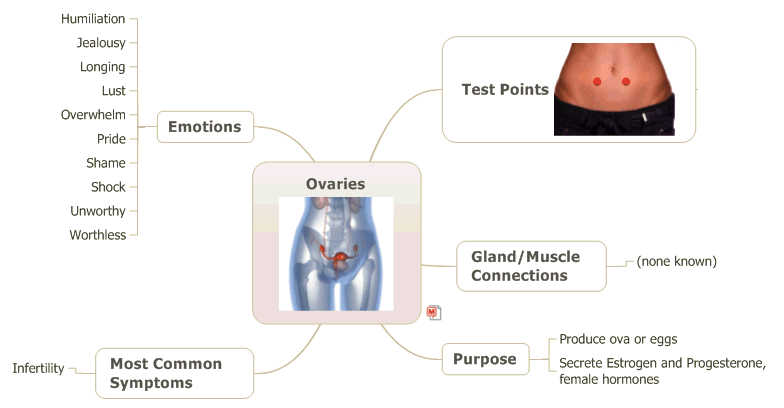 Humiliation
Jealousy
Longing
Lust
Overwhelm
Pride
Shame
Shock
Unworthy
Worthless
Emotions
Test Points
Ovaries
Gland/Muscle
Connections
(none known)
M
Purpose
Produce ova or eggs
Secrete Estrogen and Progesterone,
female hormones
Most Common
Symptoms
Infertility